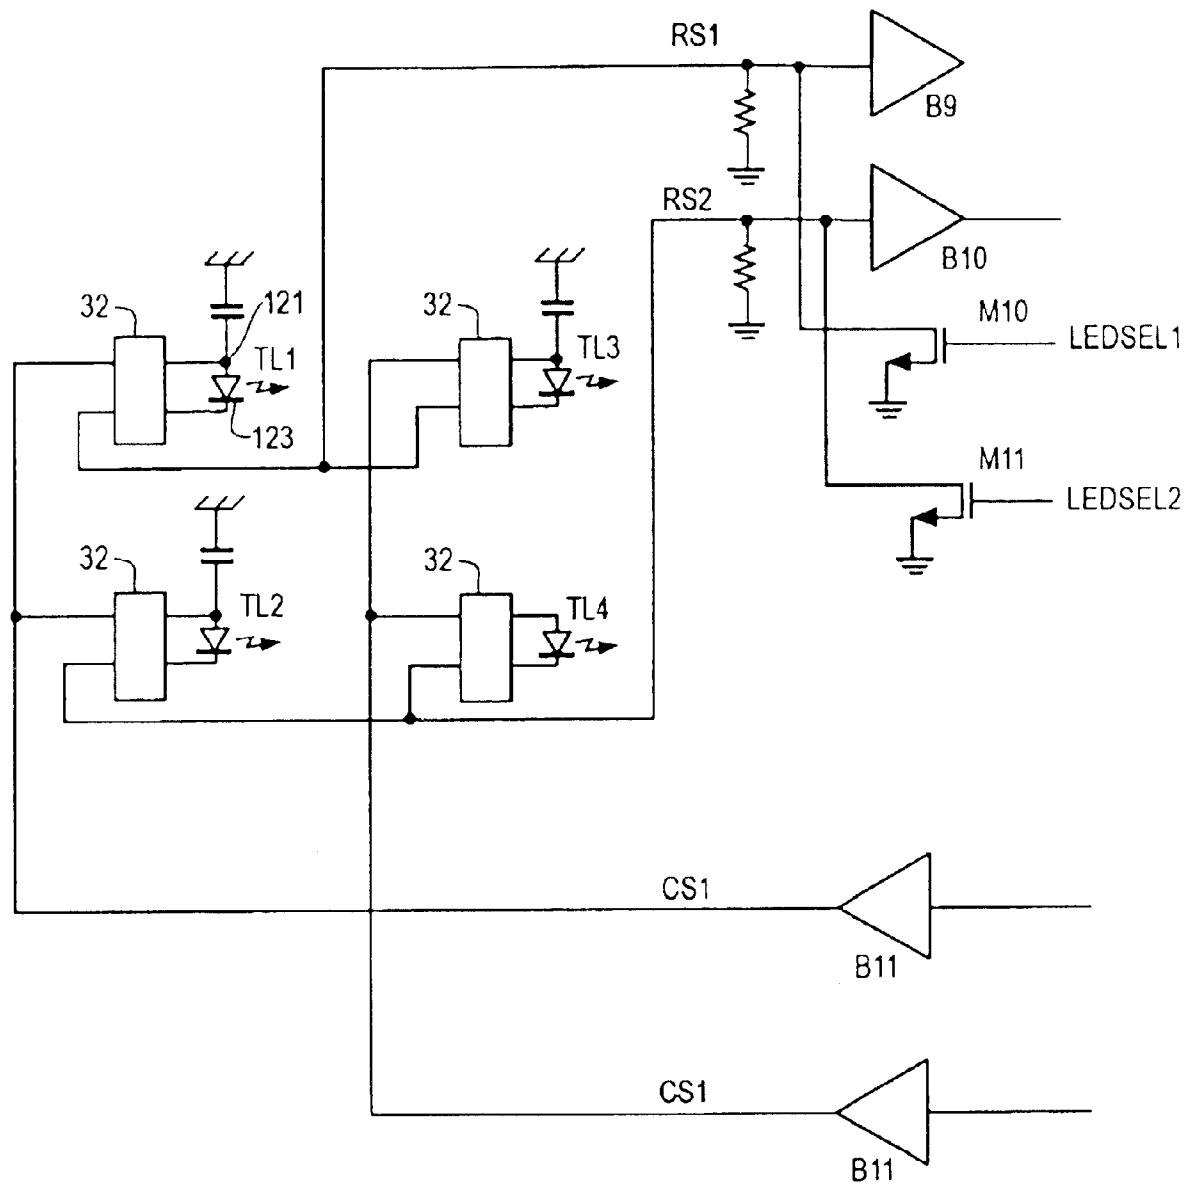 RS1
B9
RS2
B10
M10
LEDSEL1
M11
LEDSEL2
32
121
TL1
123
32
TL3
32
TL2
32
TL4
CS1
B11
CS1
B11